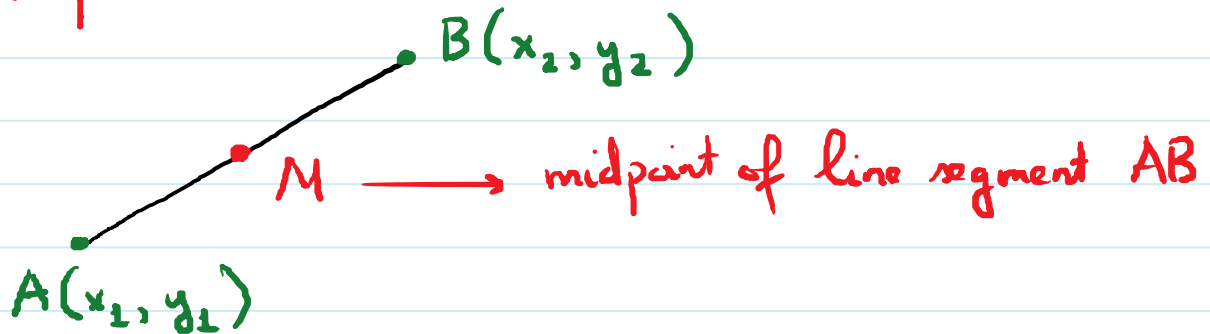 B(x₂, y₂)
M → midpoint of line segment AB
A(x₁, y₁)